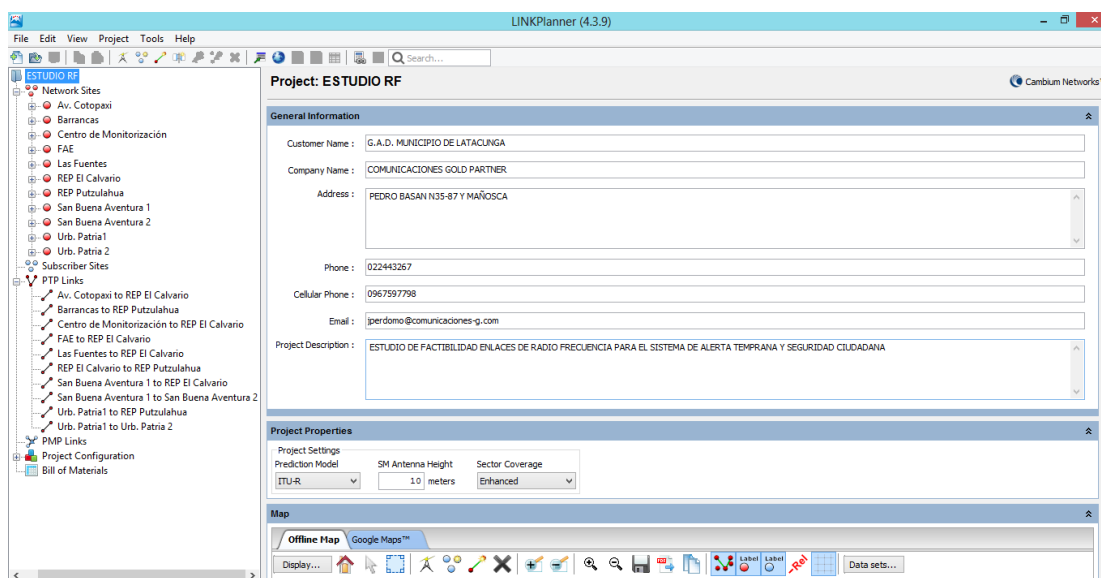 LINKPlanner (4.3.9)
File Edit View Project Tools Help
Search...
ESTUDIO RF
Network Sites
Av. Cotopaxi
Barrancas
Centro de Monitorización
FAE
Las Fuentes
REP El Calvario
REP Putzulahua
San Buena Aventura 1
San Buena Aventura 2
Urb. Patria1
Urb. Patria 2
Subscriber Sites
PTP Links
Av. Cotopaxi to REP El Calvario
Barrancas to REP Putzulahua
Centro de Monitorización to REP El Calvario
FAE to REP El Calvario
Las Fuentes to REP El Calvario
REP El Calvario to REP Putzulahua
San Buena Aventura 1 to REP El Calvario
San Buena Aventura 1 to San Buena Aventura 2
Urb. Patria1 to REP Putzulahua
Urb. Patria1 to Urb. Patria 2
PMP Links
Project Configuration
Bill of Materials
Project: ESTUDIO RF
Cambium Networks
General Information
Customer Name : G.A.D. MUNICIPIO DE LATACUNGA
Company Name : COMUNICACIONES GOLD PARTNER
Address : PEDRO BASAN N35-87 Y MAÑOSCA
Phone : 022443267
Cellular Phone : 0967597798
Email : jperdomo@comunicaciones-g.com
Project Description : ESTUDIO DE FACTIBILIDAD ENLACES DE RADIO FRECUENCIA PARA EL SISTEMA DE ALERTA TEMPRANA Y SEGURIDAD CIUDADANA
Project Properties
Project Settings
Prediction Model SM Antenna Height Sector Coverage
ITU-R 10 meters Enhanced
Map
Offline Map Google Maps™
Display... Label Label Rel Data sets...